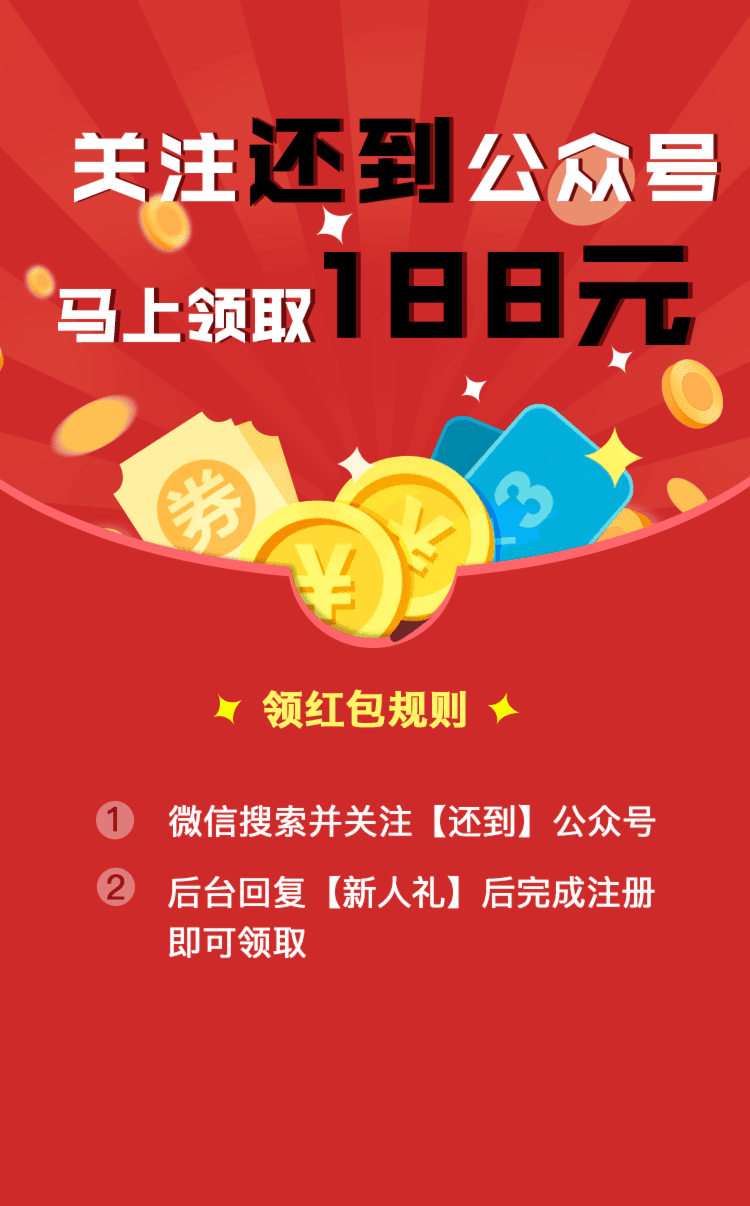 关注还到公众号
马上领取188元
券
¥ ¥
3
领红包规则
1 微信搜索并关注【还到】公众号
2 后台回复【新人礼】后完成注册
即可领取